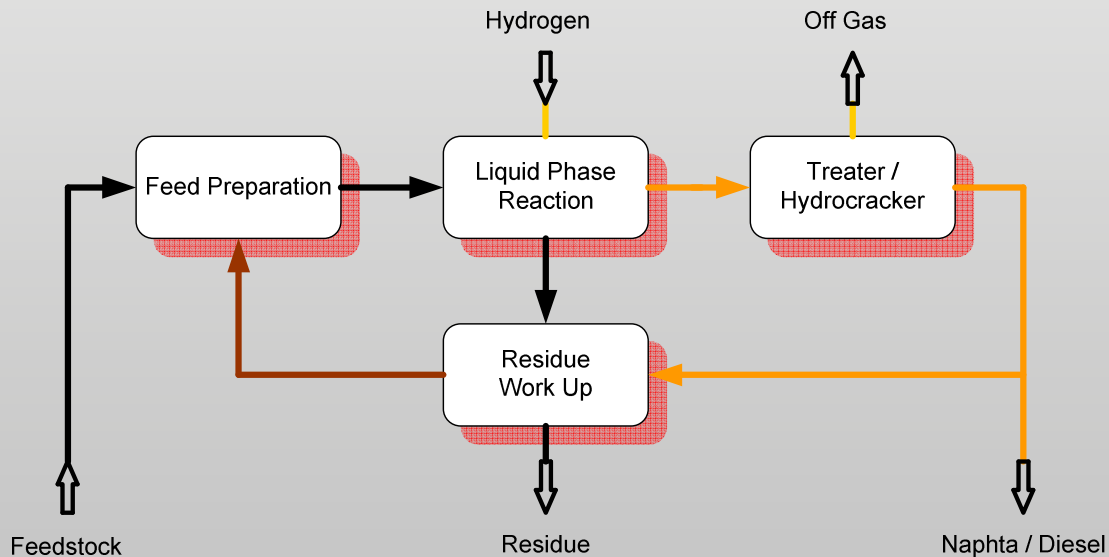 Hydrogen
Off Gas
Feed Preparation
Liquid Phase
Reaction
Treater /
Hydrocracker
Residue
Work Up
Feedstock
Residue
Naphta / Diesel